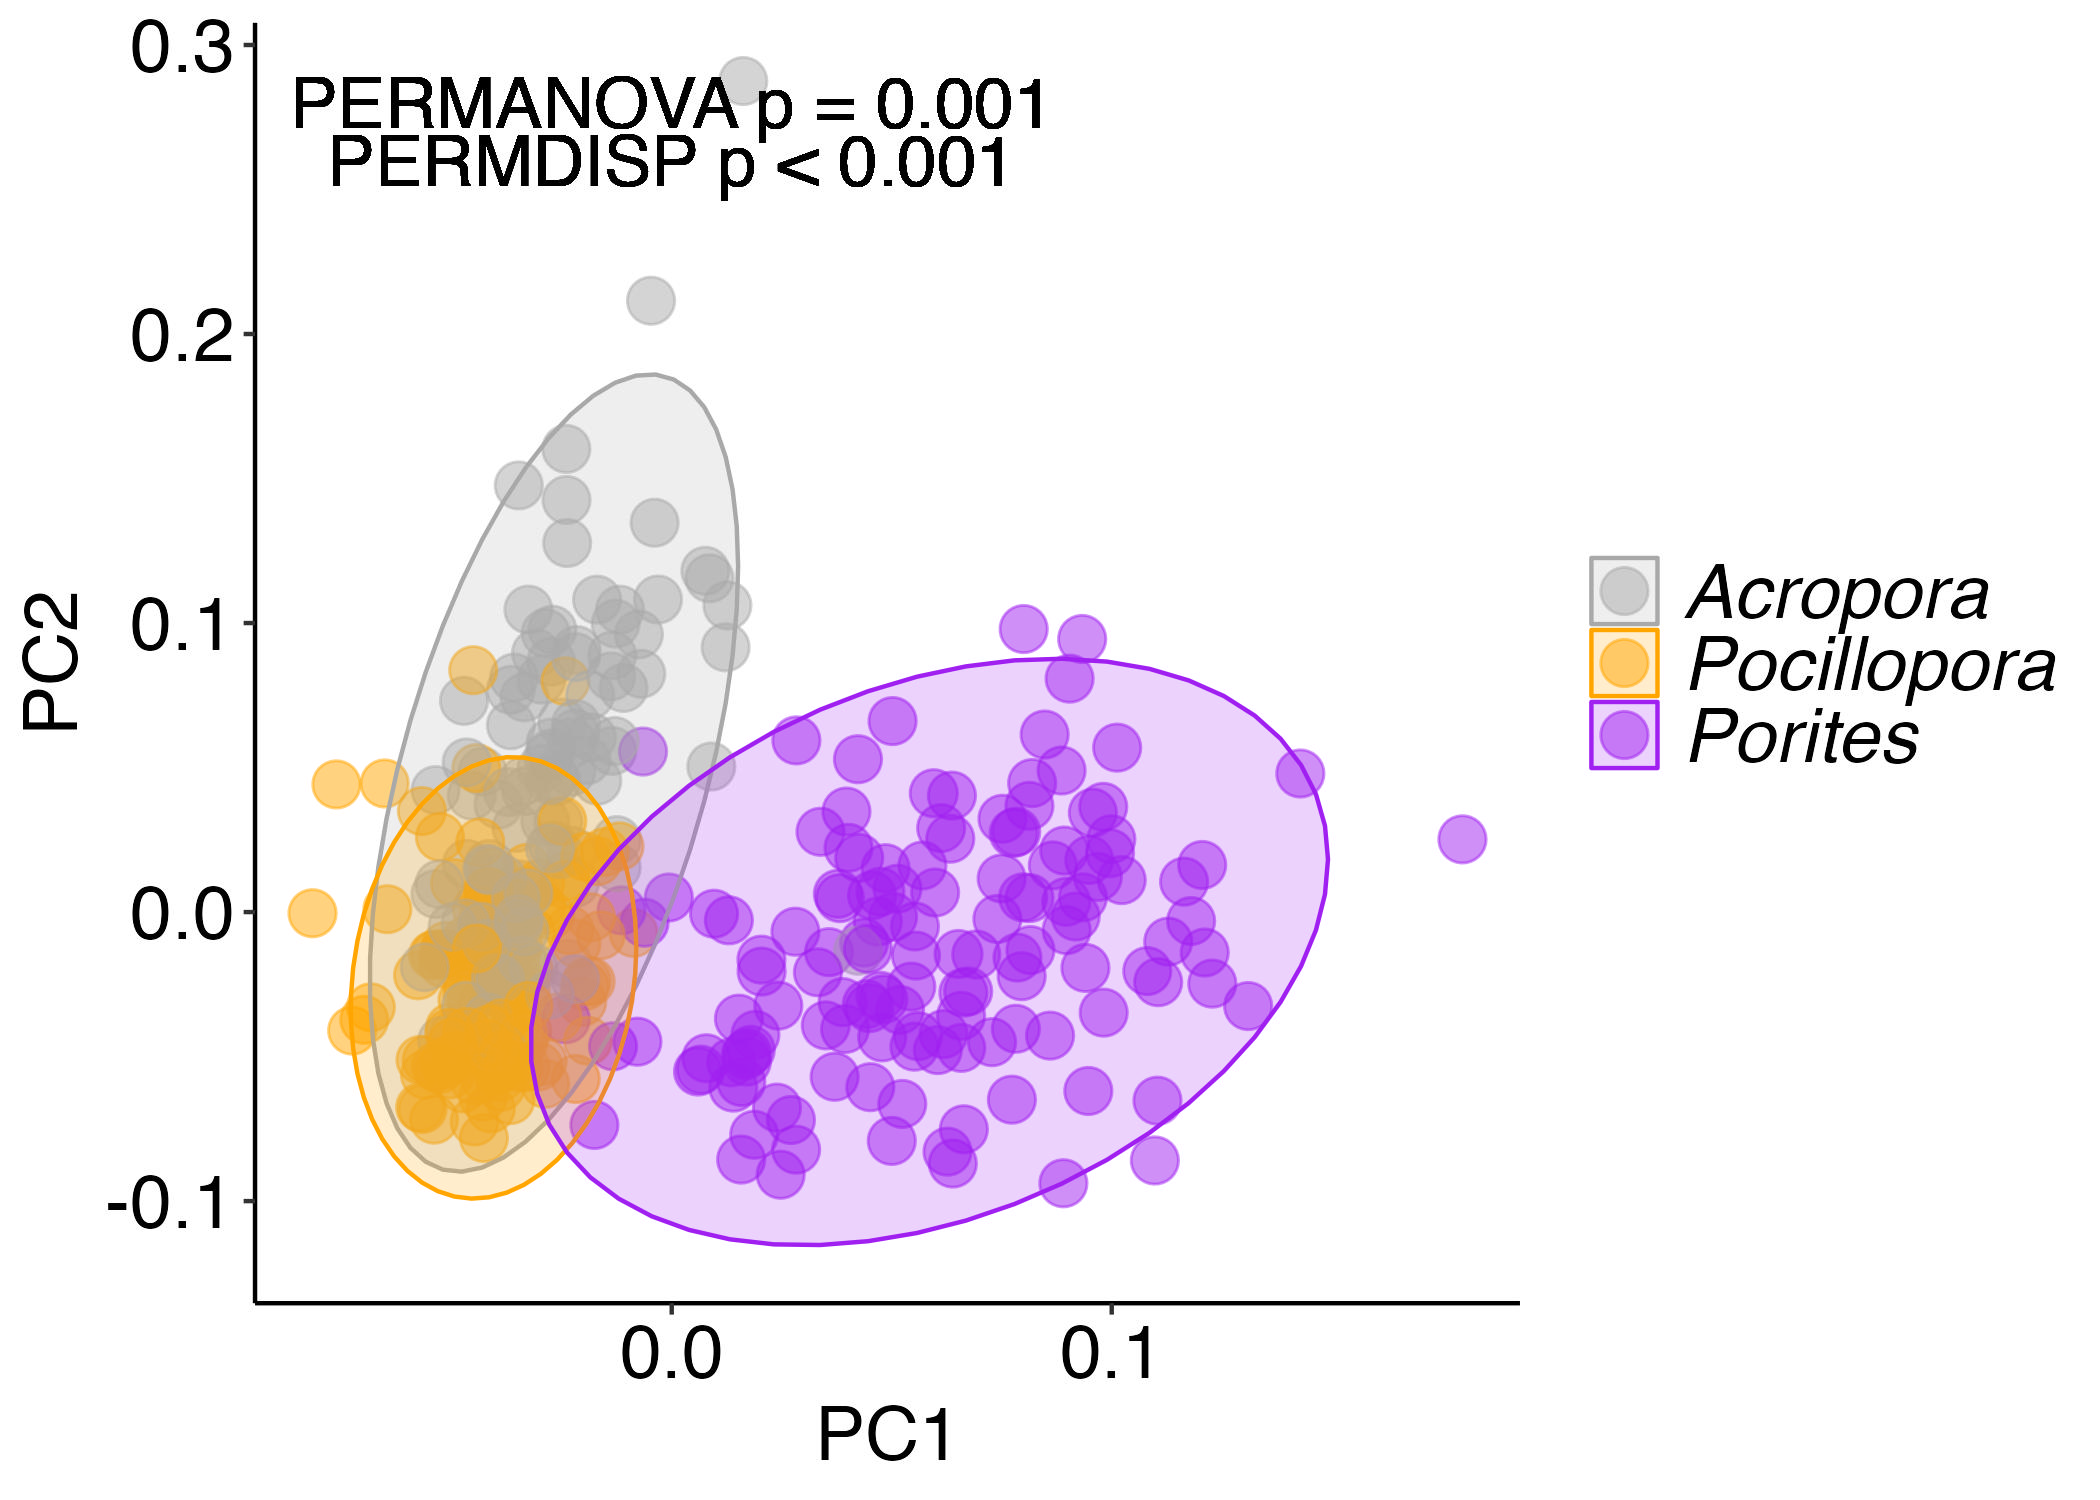 0.3
PERMANOVA p = 0.001
PERMDISP p < 0.001
0.2
0.1
0.0
-0.1
PC2
0.0
0.1
PC1
Acropora
Pocillopora
Porites